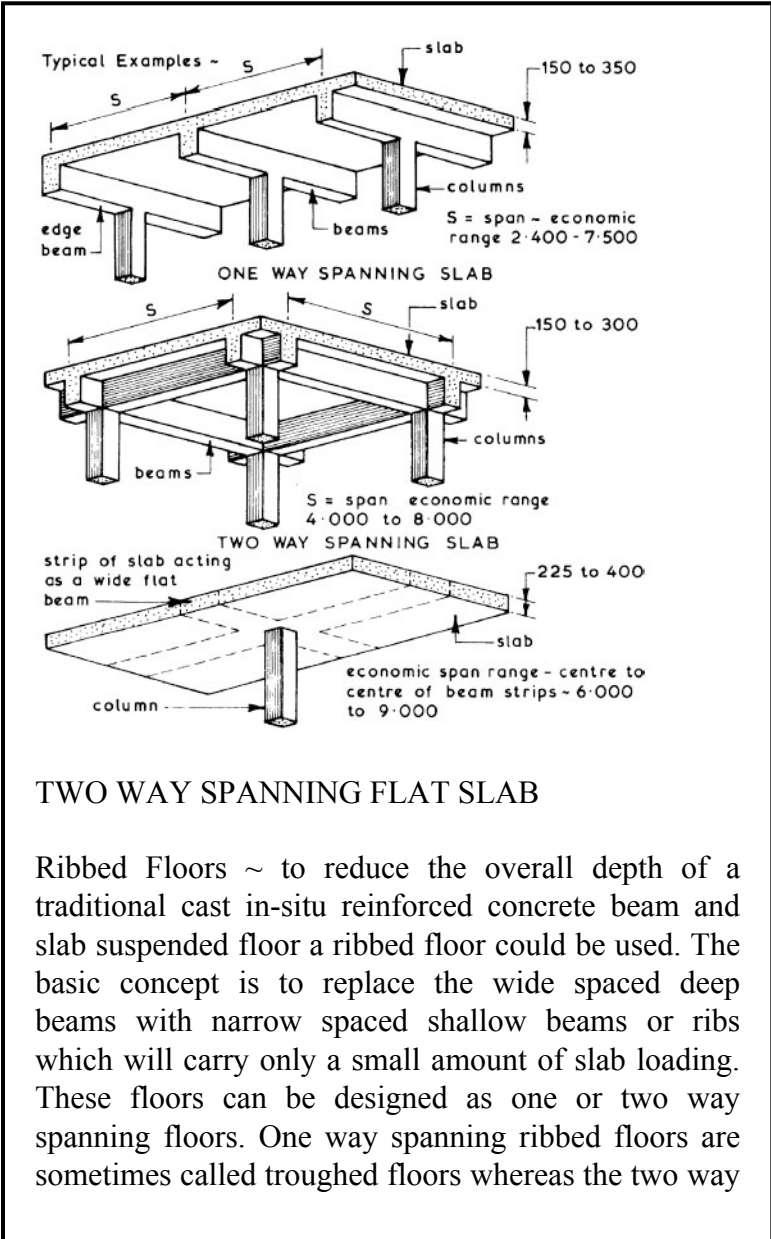 Typical Examples ~
S
S
slab
150 to 350
columns
S = span ~ economic
range 2·400 - 7·500
edge
beam
beams
ONE WAY SPANNING SLAB
S
S
slab
150 to 300
columns
beams
S = span economic range
4·000 to 8·000
TWO WAY SPANNING SLAB
strip of slab acting
as a wide flat
beam
225 to 400
slab
economic span range - centre to
centre of beam strips ~ 6·000
to 9·000
column
TWO WAY SPANNING FLAT SLAB
Ribbed Floors ~ to reduce the overall depth of a
traditional cast in-situ reinforced concrete beam and
slab suspended floor a ribbed floor could be used. The
basic concept is to replace the wide spaced deep
beams with narrow spaced shallow beams or ribs
which will carry only a small amount of slab loading.
These floors can be designed as one or two way
spanning floors. One way spanning ribbed floors are
sometimes called troughed floors whereas the two way